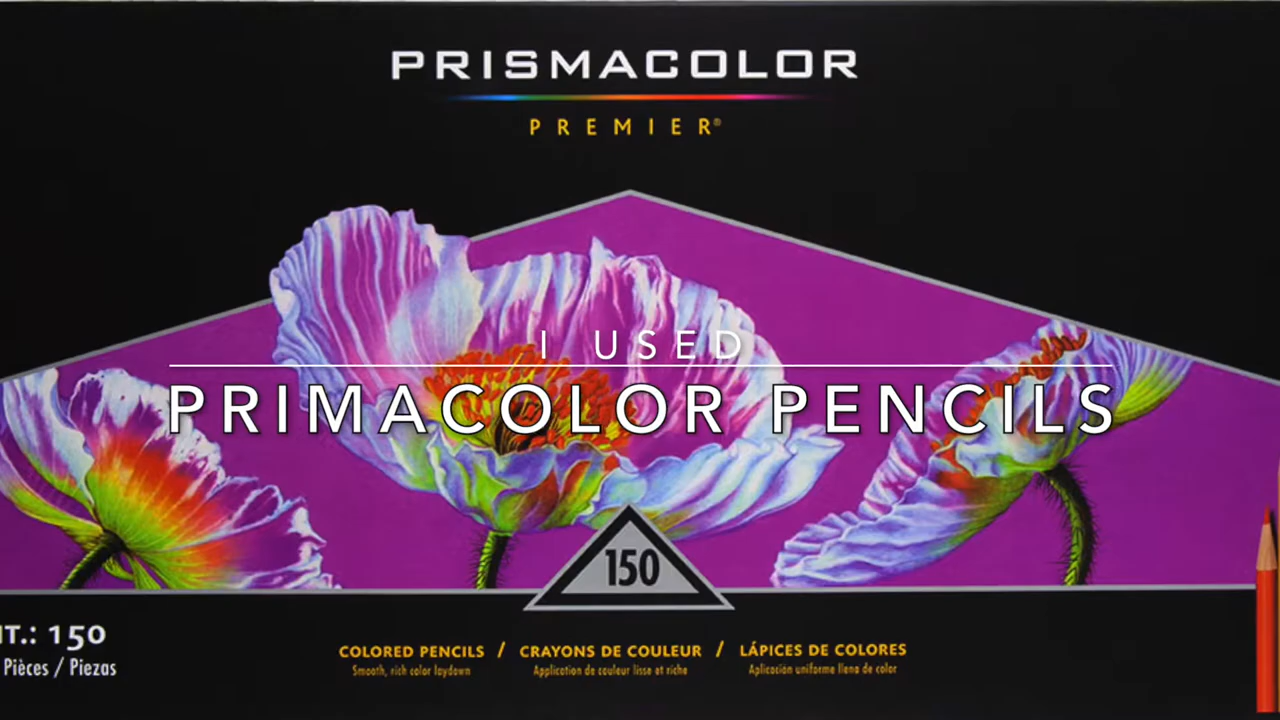 PRISMACOLOR
PREMIER®
I USED
PRIMACOLOR PENCILS
150
T.: 150
Pièces / Piezas
COLORED PENCILS / CRAYONS DE COULEUR / LÁPICES DE COLORES
Smooth, rich color laydown Application de couleur lisse et riche Aplicación uniforme llena de color